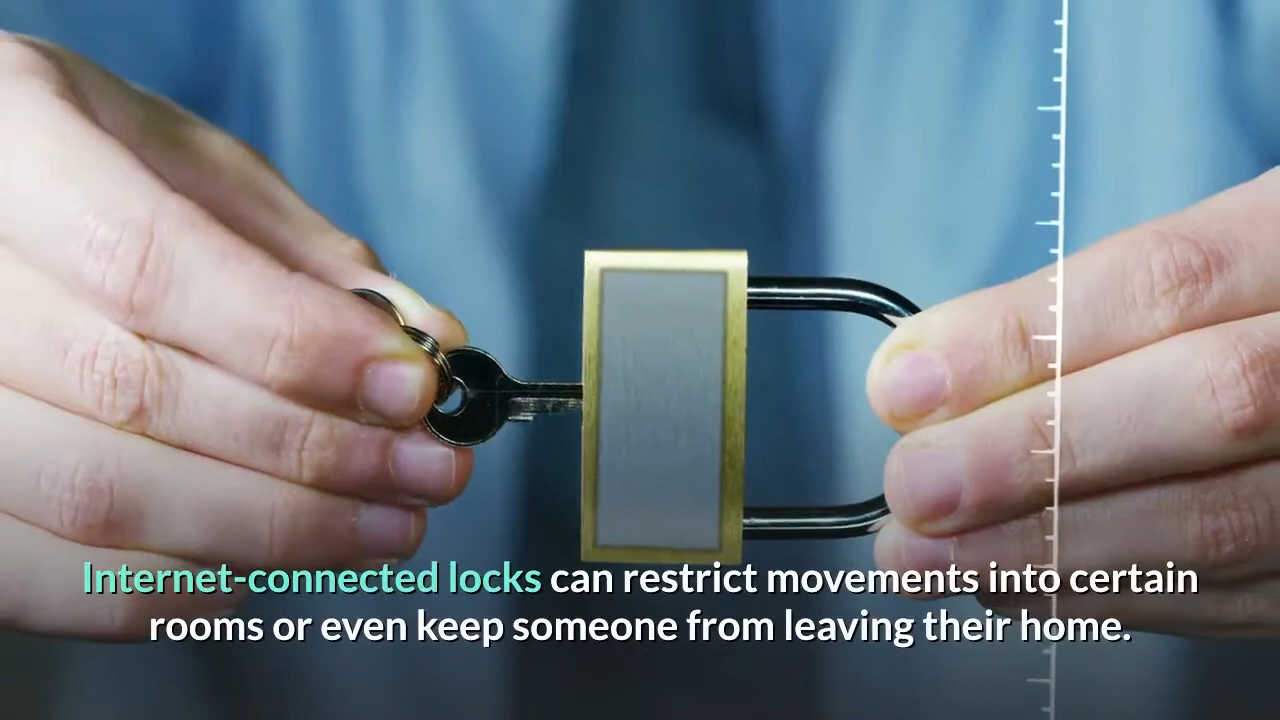 Internet-connected locks can restrict movements into certain
rooms or even keep someone from leaving their home.